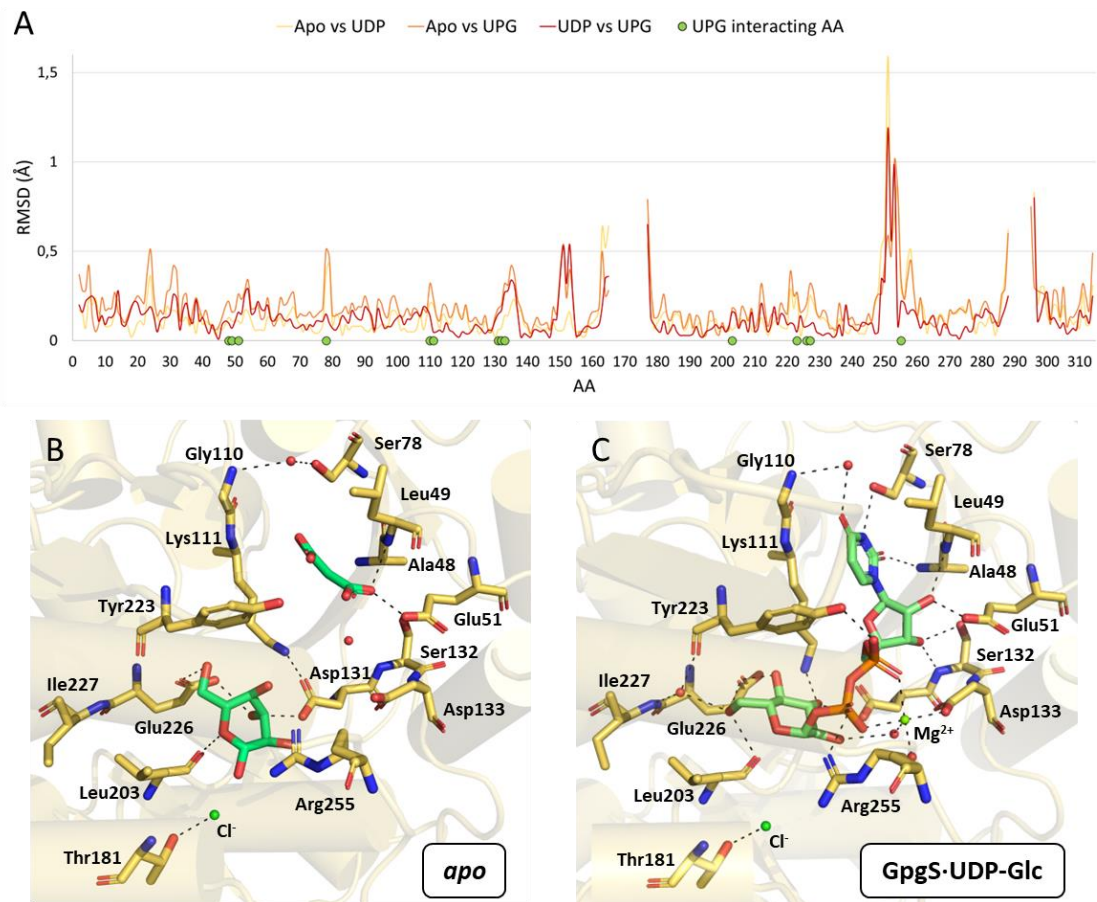 A
Apo vs UDP Apo vs UPG UDP vs UPG UPG interacting AA
RMSD (Å)
1,5
1
0,5
0
0 10 20 30 40 50 60 70 80 90 100 110 120 130 140 150 160 170 180 190 200 210 220 230 240 250 260 270 280 290 300 310
AA
B
Ser78
Gly110
Leu49
Lys111
Ala48
Tyr223
Glu51
Asp131
Ser132
Ile227
Asp133
Glu226
Leu203
Arg255
Cl-
Thr181
apo
C
Ser78
Gly110
Leu49
Lys111
Ala48
Tyr223
Glu51
Ser132
Ile227
Asp133
Glu226
Mg2+
Leu203
Arg255
Cl-
Thr181
GpgS·UDP-Glc